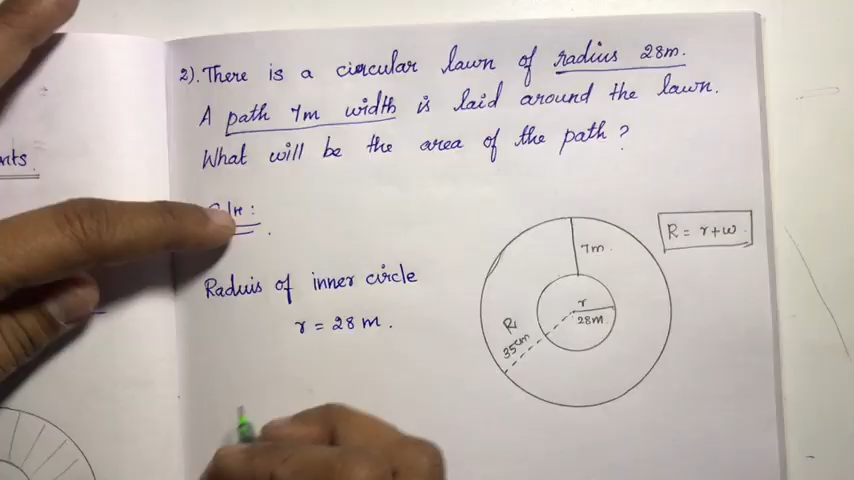 2). There is a circular lawn of radius 28m.
A path 7m width is laid around the lawn.
What will be the area of the path ?
nts.
Raduis of inner circle
r = 28 m .
7m.
R = r+w
r
28m.
R
35cm